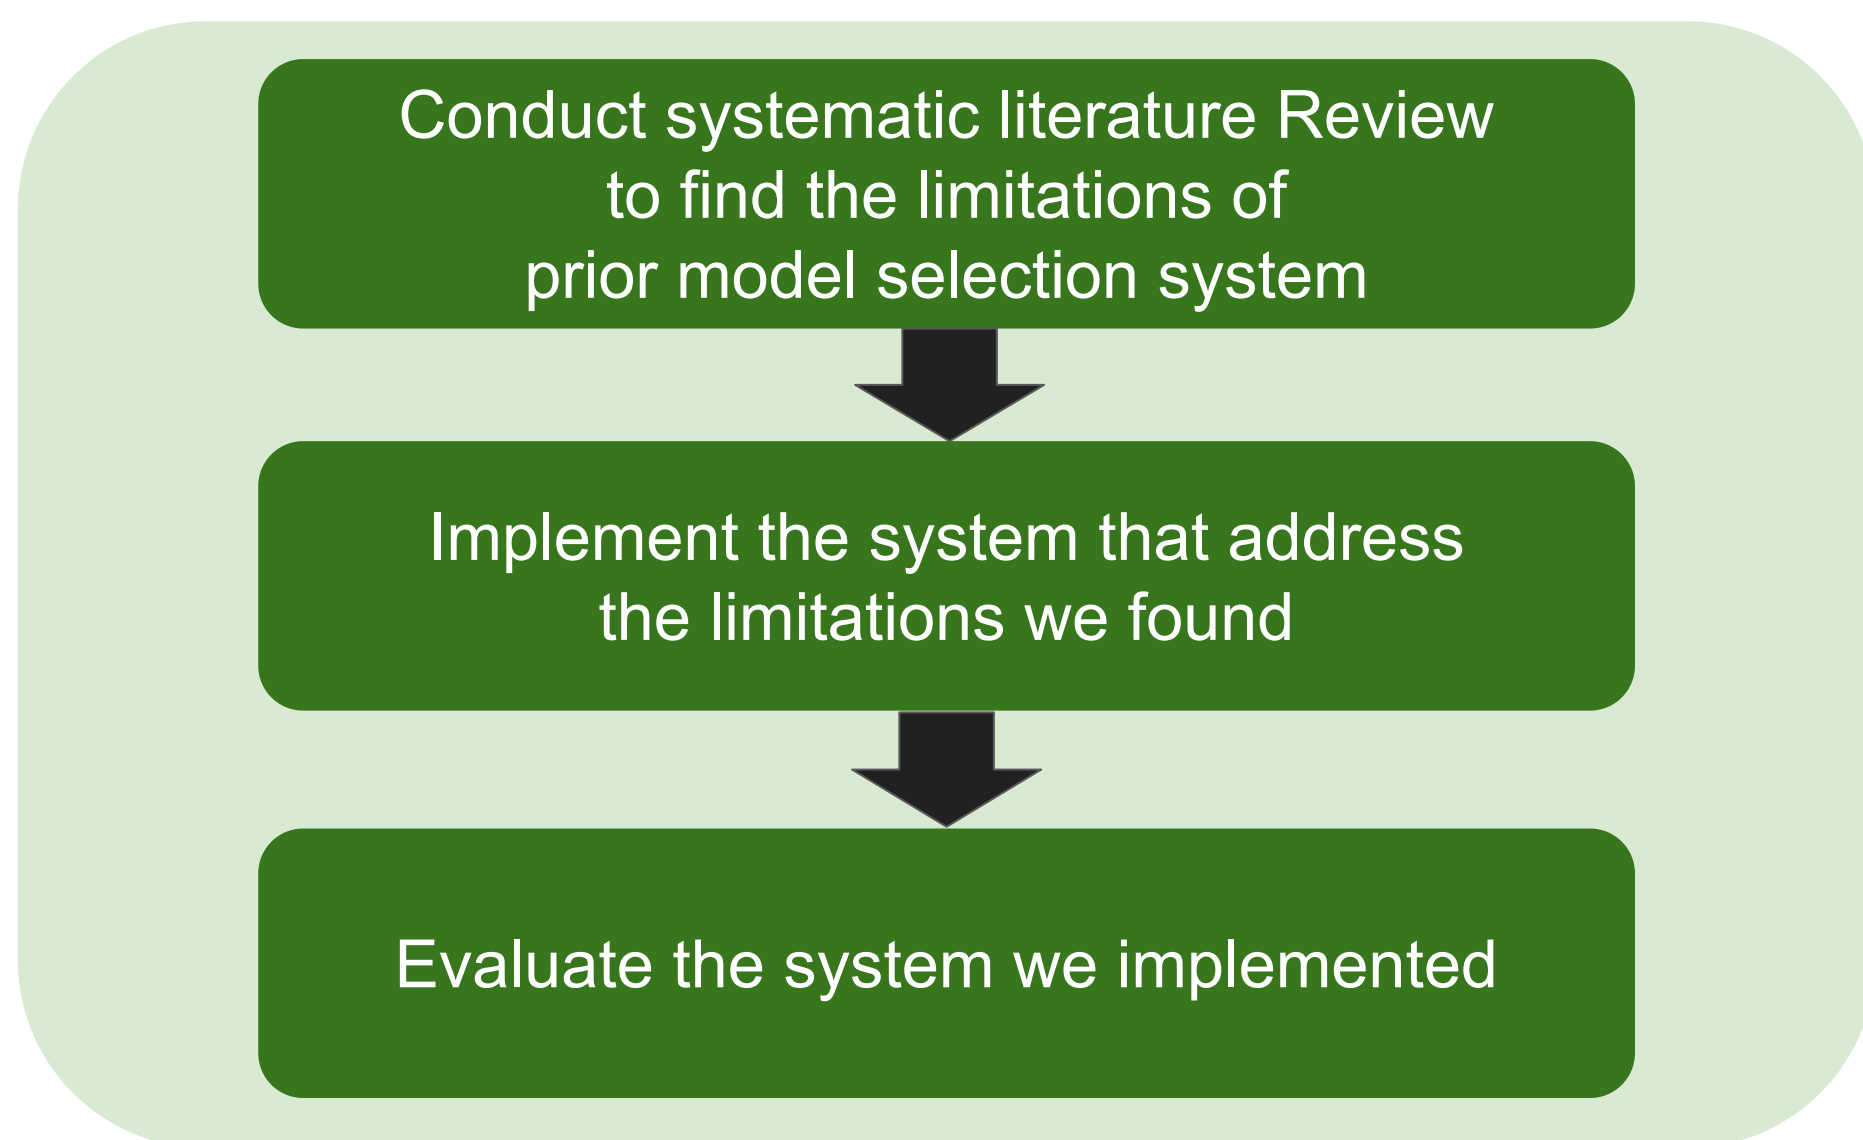 Conduct systematic literature Review
to find the limitations of
prior model selection system
Implement the system that address
the limitations we found
Evaluate the system we implemented